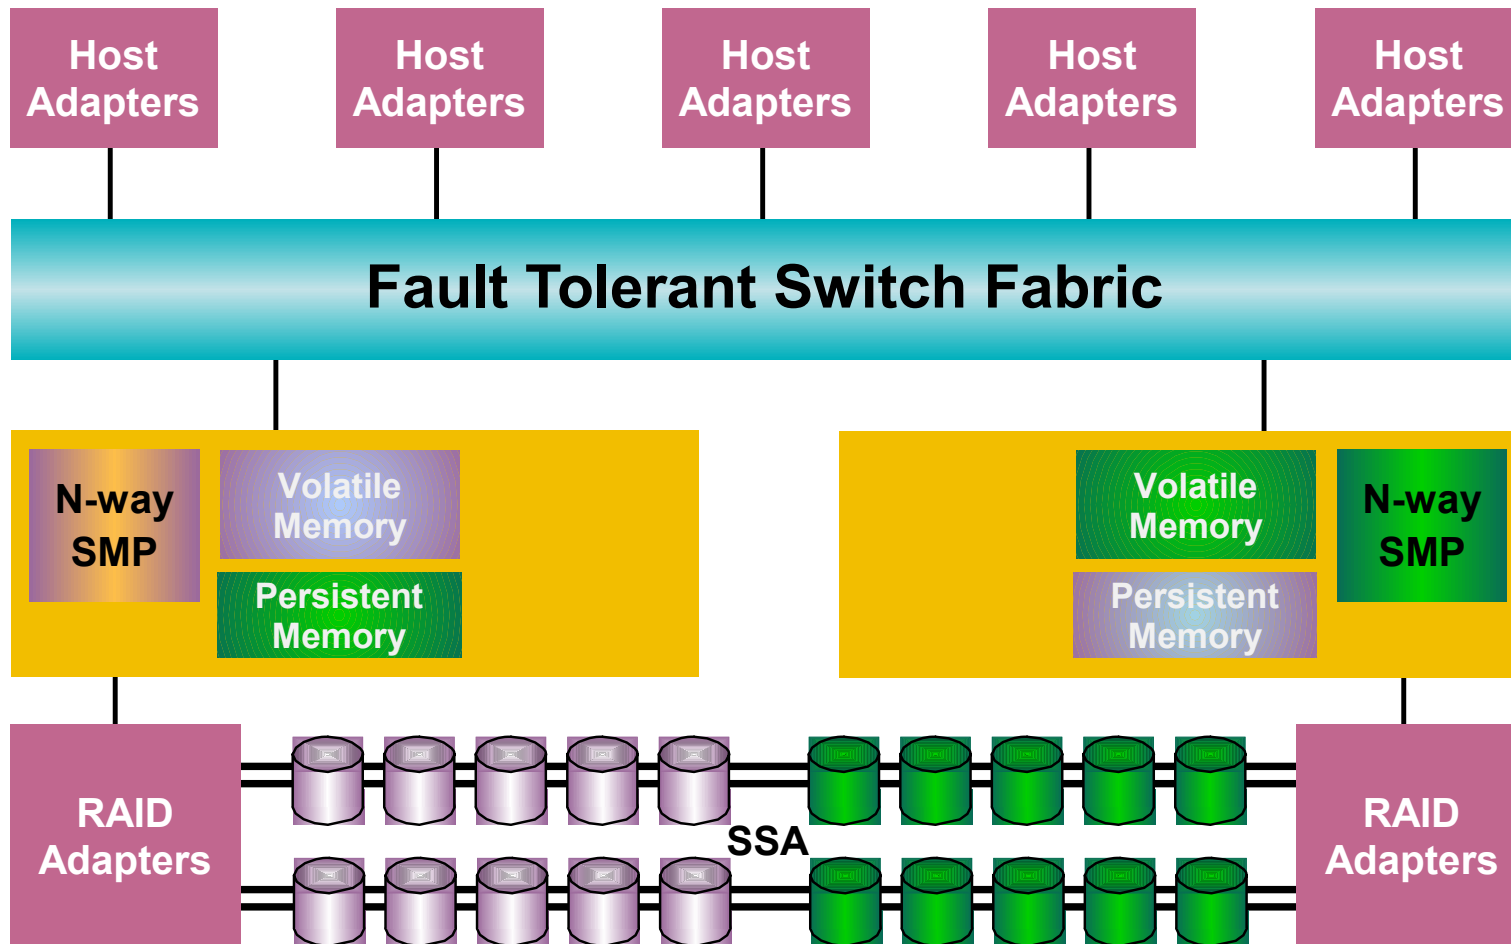 Host
Adapters
Host
Adapters
Host
Adapters
Host
Adapters
Host
Adapters
Fault Tolerant Switch Fabric
N-way
SMP
Volatile
Memory
Persistent
Memory
Volatile
Memory
Persistent
Memory
N-way
SMP
RAID
Adapters
SSA
RAID
Adapters